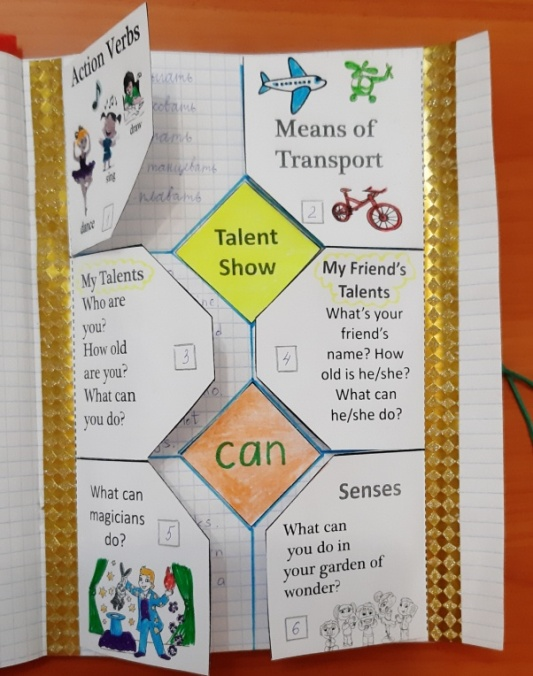 Action Verbs
draw
sing
dance
1
танцевать
плавать
Means of
Transport
2
Talent
Show
My Talents
Who are
you?
How old
are you?
What can
you do?
3
My Friend's
Talents
What's your
friend's
name? How
old is he/she?
What can
he/she do?
4
can
What can
magicians
do?
5
Senses
What can
you do in
your garden of
wonder?
6